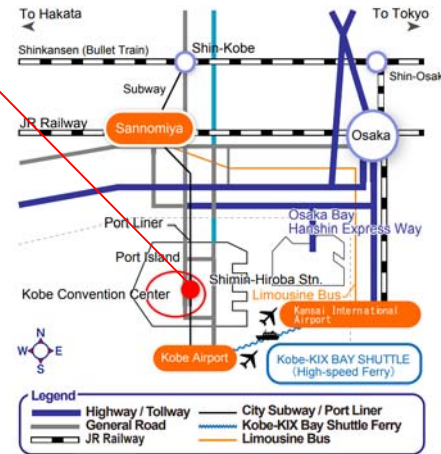 To Hakata
To Tokyo
Shinkansen (Bullet Train)
Shin-Kobe
Shin-Osak
Subway
JR Railway
Sannomiya
Osaka
Osaka Bay
Hanshin Express Way
Port Liner
Port Island
Shimin-Hiroba Stn.
Kobe Convention Center
Limousine Bus
Kansai International
Airport
Kobe Airport
Kobe-KIX BAY SHUTTLE
(High-speed Ferry)
N
W E
S
Legend
Highway / Tollway
City Subway / Port Liner
General Road
Kobe-KIX Bay Shuttle Ferry
JR Railway
Limousine Bus